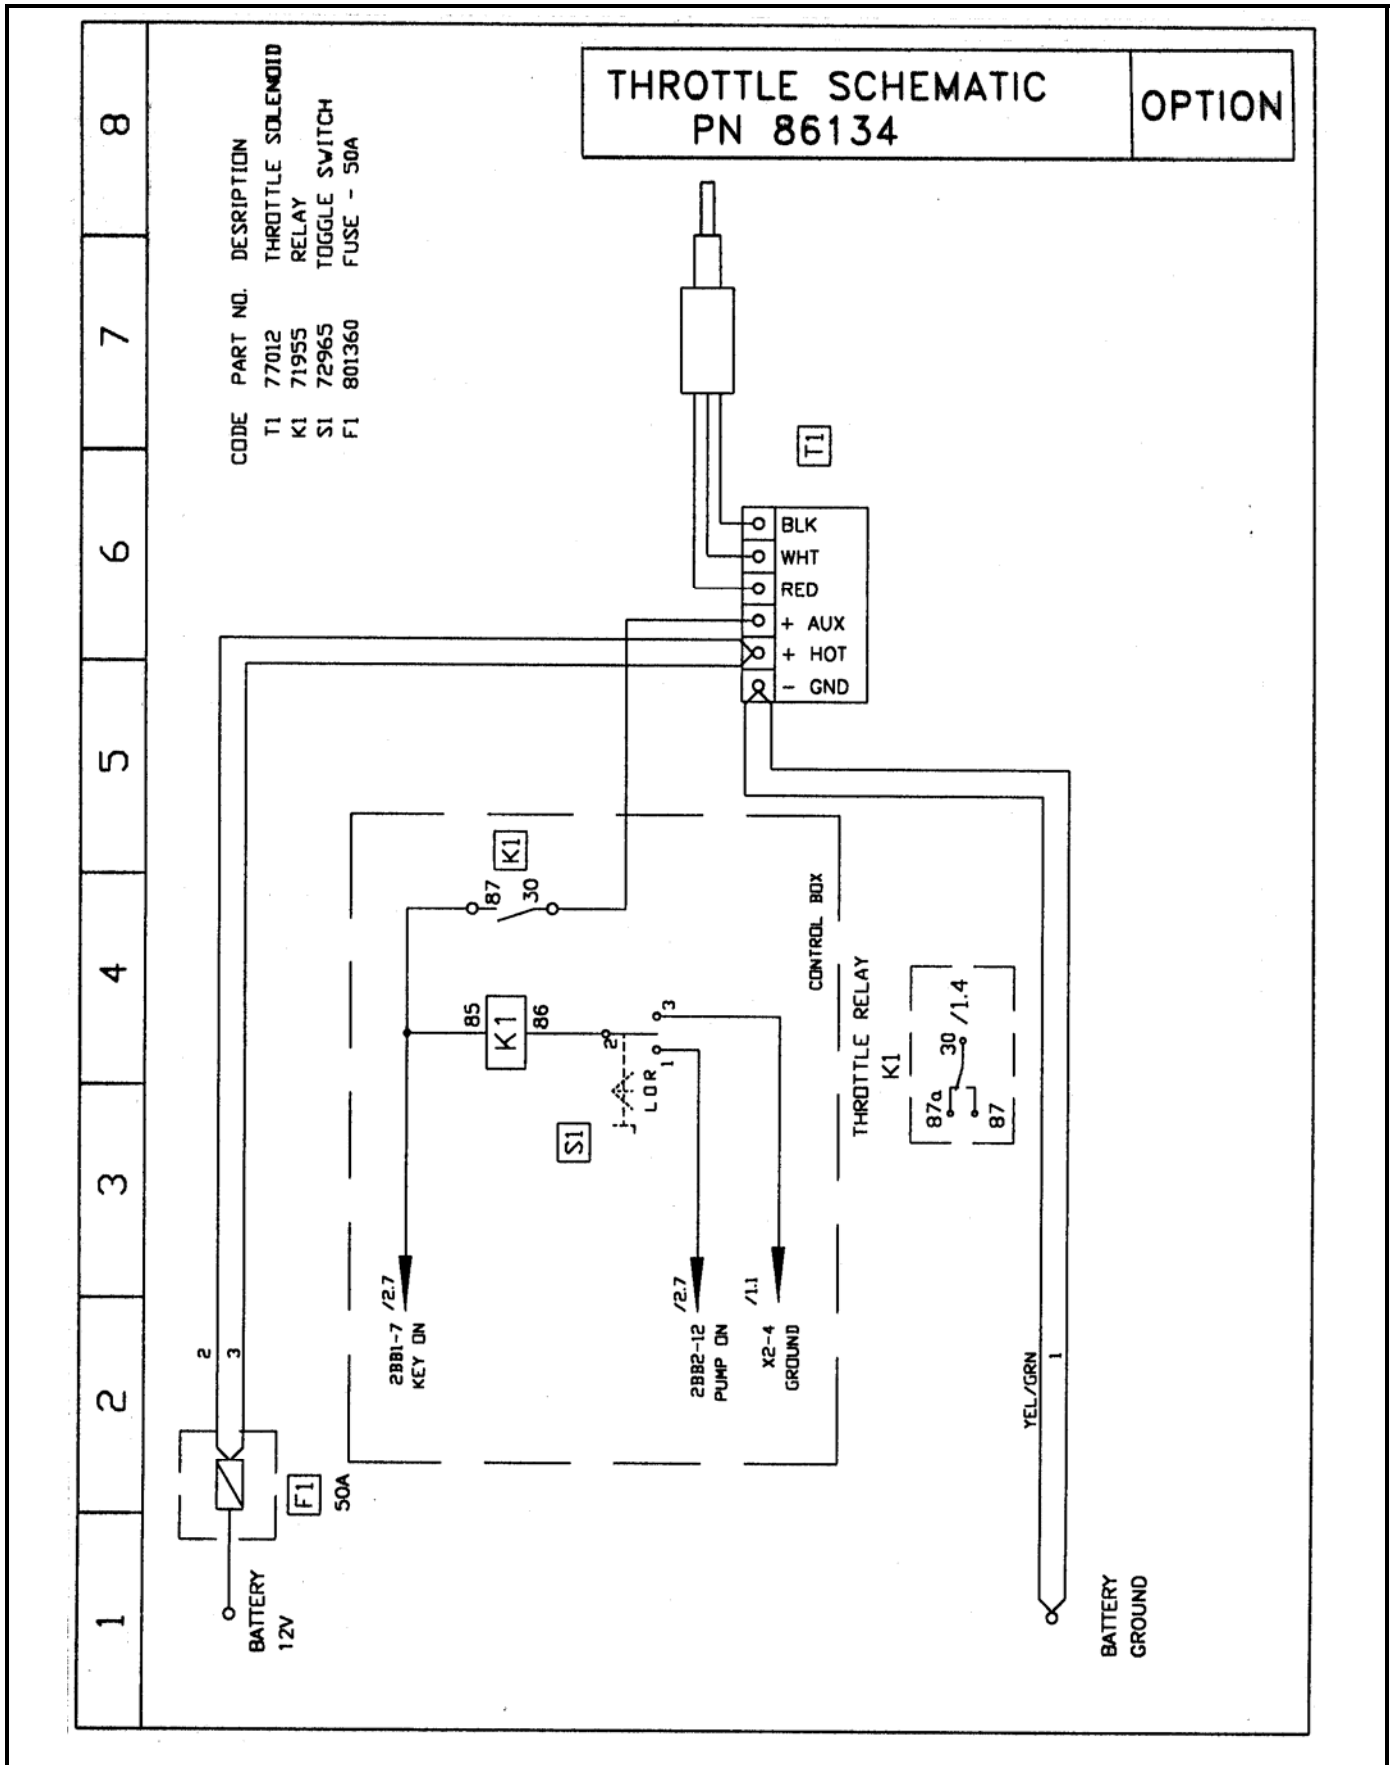 THROTTLE SCHEMATIC
PN 86134
OPTION
8
7
6
5
4
3
2
1
CODE PART NO. DESRIPTION
T1 77012 THROTTLE SOLENOID
K1 71955 RELAY
S1 72965 TOGGLE SWITCH
F1 801360 FUSE - 50A
T1
BLK
WHT
RED
+ AUX
+ HOT
- GND
K1
87
30
85
K1
86
2
3
1
L O R
S1
CONTROL BOX
THROTTLE RELAY
K1
30
/1.4
87a
87
2BB1-7 /2.7
KEY ON
2BB2-12 /2.7
PUMP ON
X2-4 /1.1
GROUND
2
3
F1
50A
BATTERY
12V
YEL/GRN
1
BATTERY
GROUND